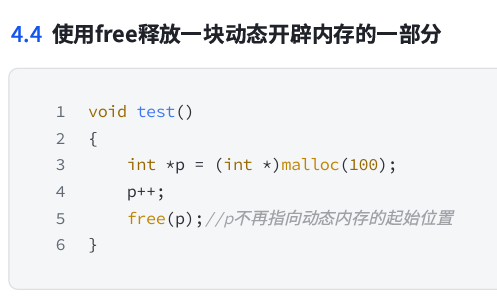 4.4 使用free释放一块动态开辟内存的一部分
1 void test()
2 {
3     int *p = (int *)malloc(100);
4     p++;
5     free(p);//p不再指向动态内存的起始位置
6 }